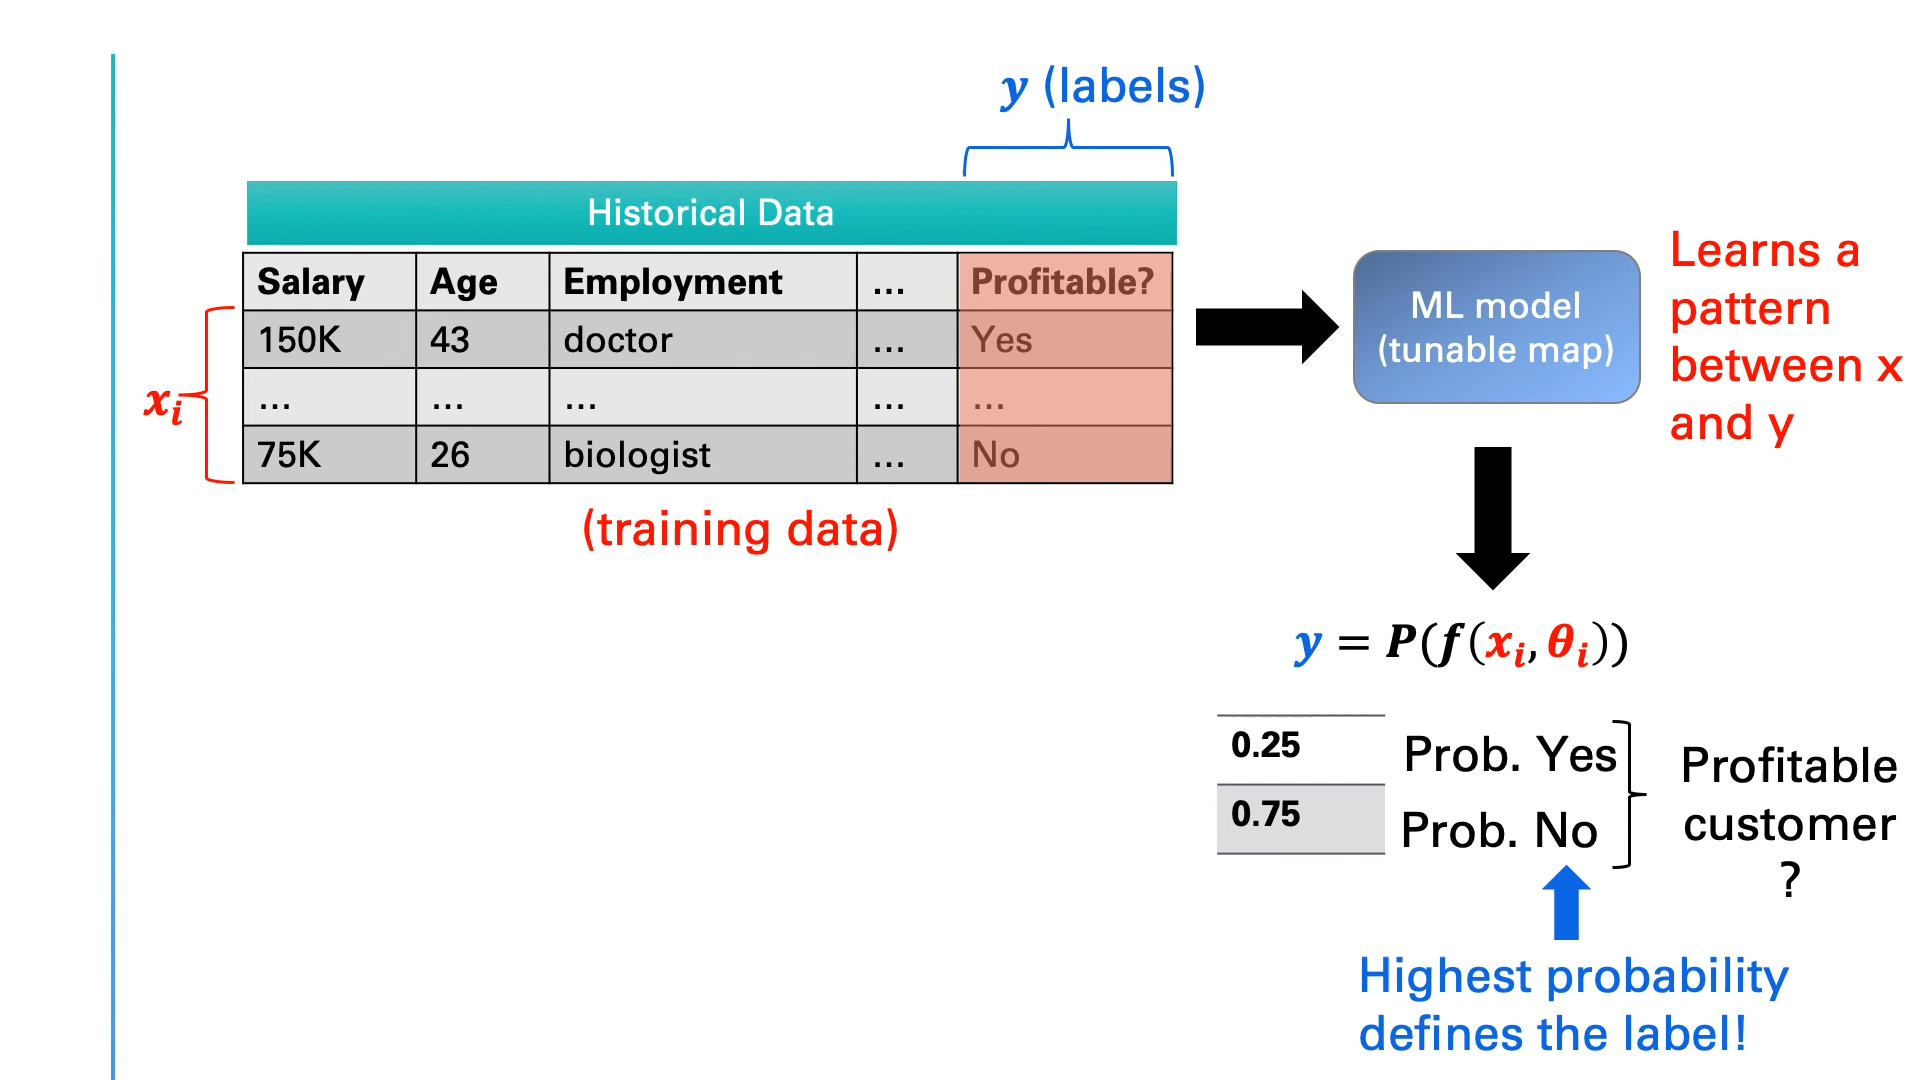 y (labels)
Historical Data
Salary Age Employment ... Profitable?
150K 43 doctor ... Yes
... ... ... ... ...
75K 26 biologist ... No
x_i
(training data)
ML model
(tunable map)
Learns a
pattern
between x
and y
y = P(f(x_i, θ_i))
0.25 Prob. Yes
0.75 Prob. No
Profitable
customer
?
Highest probability
defines the label!